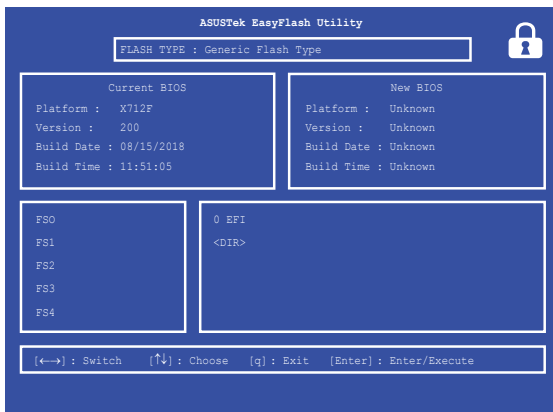 ASUSTek EasyFlash Utility
FLASH TYPE : Generic Flash Type
Current BIOS
Platform : X712F
Version : 200
Build Date : 08/15/2018
Build Time : 11:51:05
New BIOS
Platform : Unknown
Version : Unknown
Build Date : Unknown
Build Time : Unknown
FS0
FS1
FS2
FS3
FS4
0 EFI
<DIR>
[←→] : Switch [↑↓] : Choose [q] : Exit [Enter] : Enter/Execute